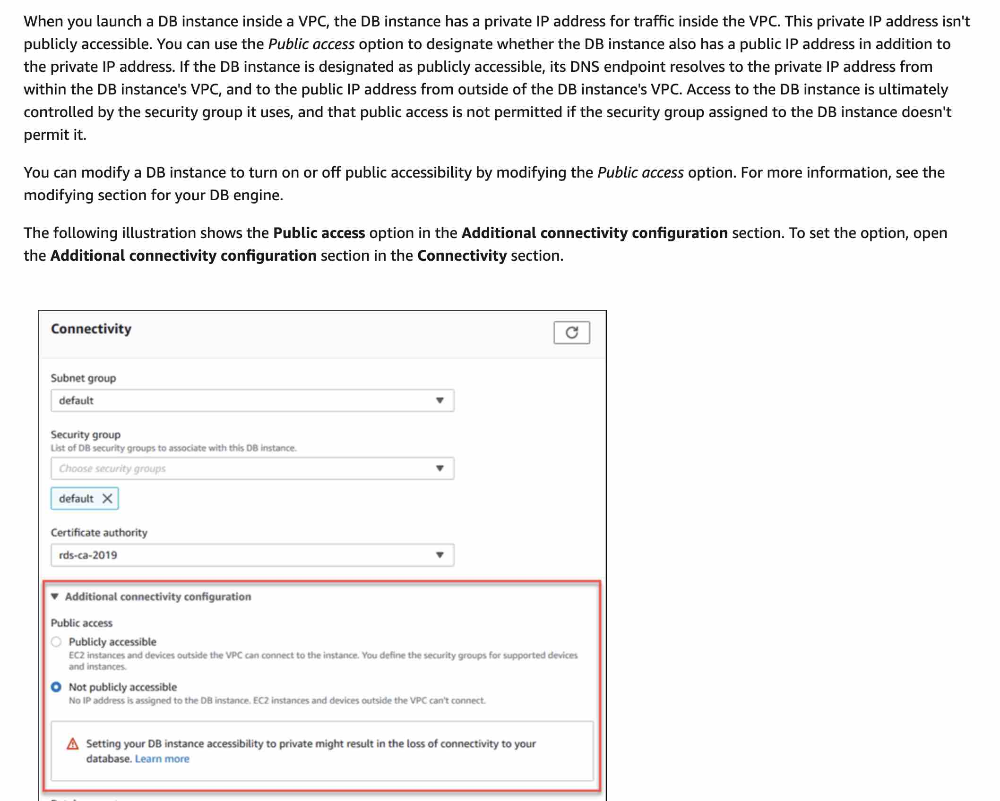 When you launch a DB instance inside a VPC, the DB instance has a private IP address for traffic inside the VPC. This private IP address isn't
publicly accessible. You can use the Public access option to designate whether the DB instance also has a public IP address in addition to
the private IP address. If the DB instance is designated as publicly accessible, its DNS endpoint resolves to the private IP address from
within the DB instance's VPC, and to the public IP address from outside of the DB instance's VPC. Access to the DB instance is ultimately
controlled by the security group it uses, and that public access is not permitted if the security group assigned to the DB instance doesn't
permit it.
You can modify a DB instance to turn on or off public accessibility by modifying the Public access option. For more information, see the
modifying section for your DB engine.
The following illustration shows the Public access option in the Additional connectivity configuration section. To set the option, open
the Additional connectivity configuration section in the Connectivity section.
Connectivity
Subnet group
default
Security group
List of DB security groups to associate with this DB instance.
Choose security groups
default
Certificate authority
rds-ca-2019
Additional connectivity configuration
Public access
Publicly accessible
EC2 instances and devices outside the VPC can connect to the instance. You define the security groups for supported devices
and instances.
Not publicly accessible
No IP address is assigned to the DB instance. EC2 instances and devices outside the VPC can't connect.
Setting your DB instance accessibility to private might result in the loss of connectivity to your
database. Learn more